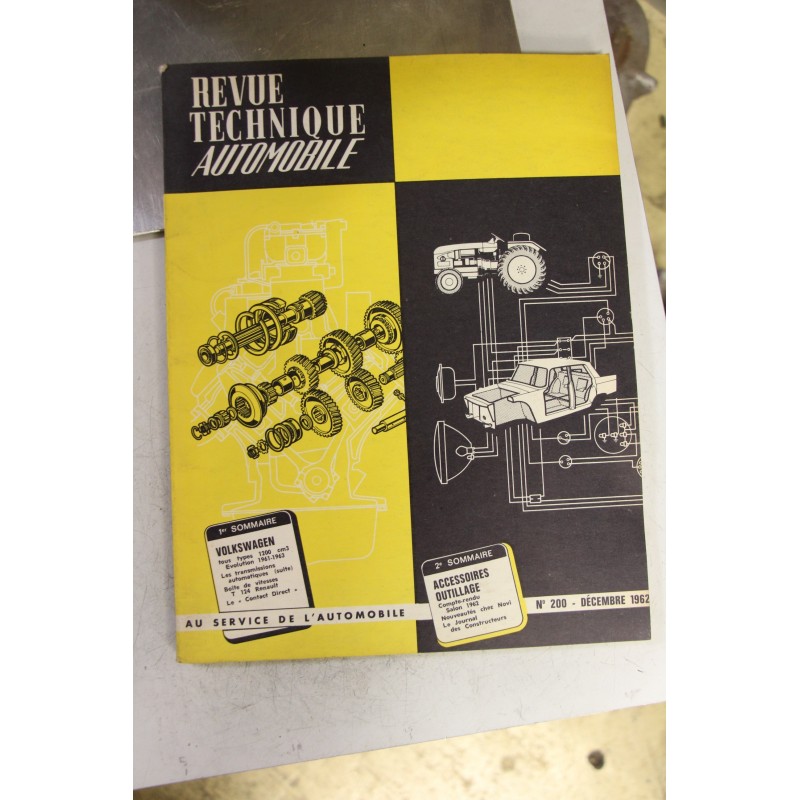 REVUE
TECHNIQUE
AUTOMOBILE
1er SOMMAIRE
VOLKSWAGEN
tous types 1200 cm3
Evolution 1961-1963
Les transmissions
automatiques (suite)
Boîte de vitesses
T 124 Renault
Le « Contact Direct »
2e SOMMAIRE
ACCESSOIRES
OUTILLAGE
Compte-rendu
Salon 1962
Nouveautés chez Novi
Le Journal
des Constructeurs
AU SERVICE DE L'AUTOMOBILE
N° 200 - DÉCEMBRE 1962